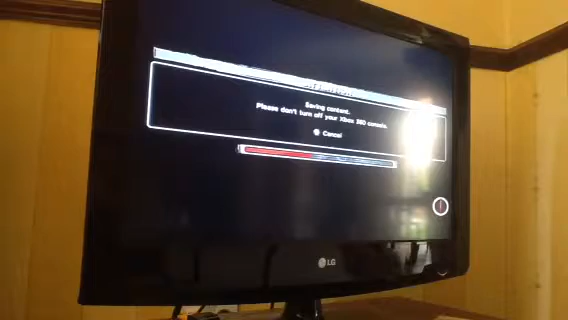 Saving content.
Please don't turn off your Xbox 360 console.
Cancel
LG